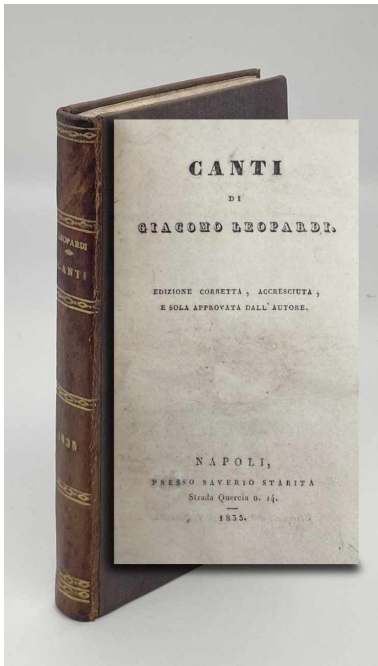 LEOPARDI
CANTI
1835
CANTI
DI
GIACOMO LEOPARDI.
EDIZIONE CORRETTA, ACCRESCIUTA,
E SOLA APPROVATA DALL'AUTORE.
NAPOLI,
PRESSO SAVERIO STARITA
Strada Quercia n. 14.
1835.